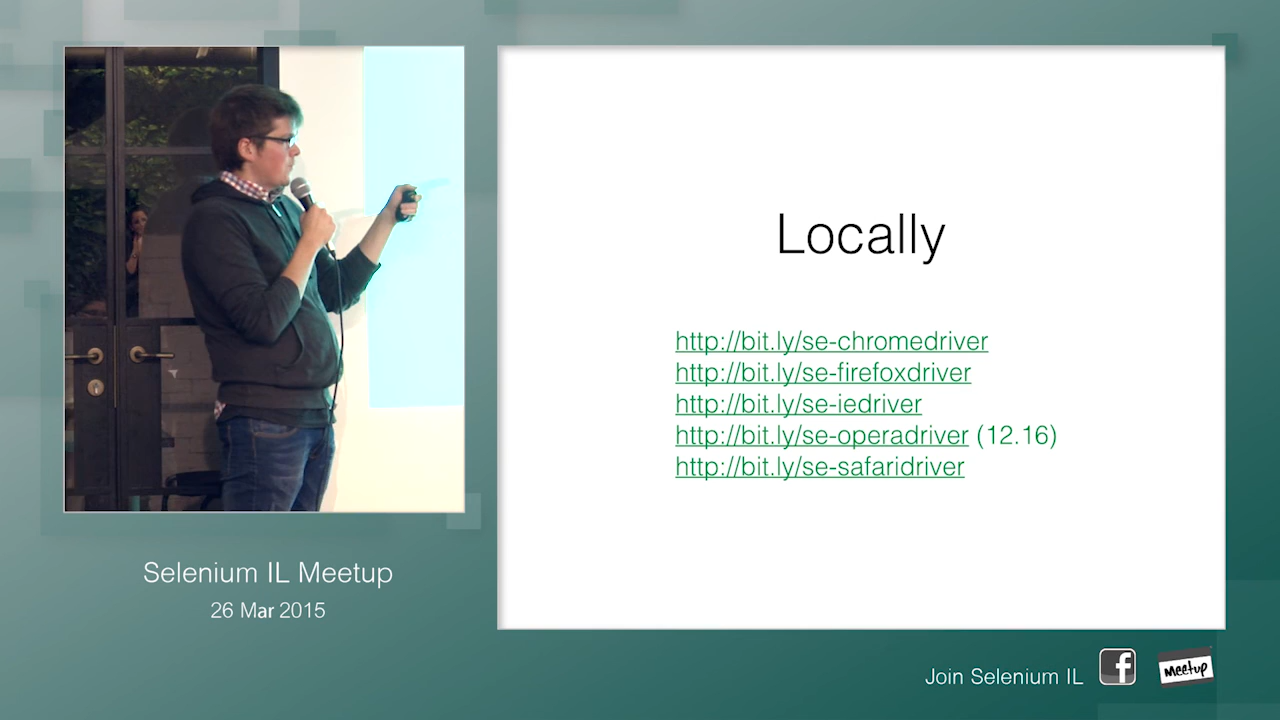 Locally
http://bit.ly/se-chromedriver
http://bit.ly/se-firefoxdriver
http://bit.ly/se-iedriver
http://bit.ly/se-operadriver (12.16)
http://bit.ly/se-safaridriver
Selenium IL Meetup
26 Mar 2015
Join Selenium IL
f
Meetup